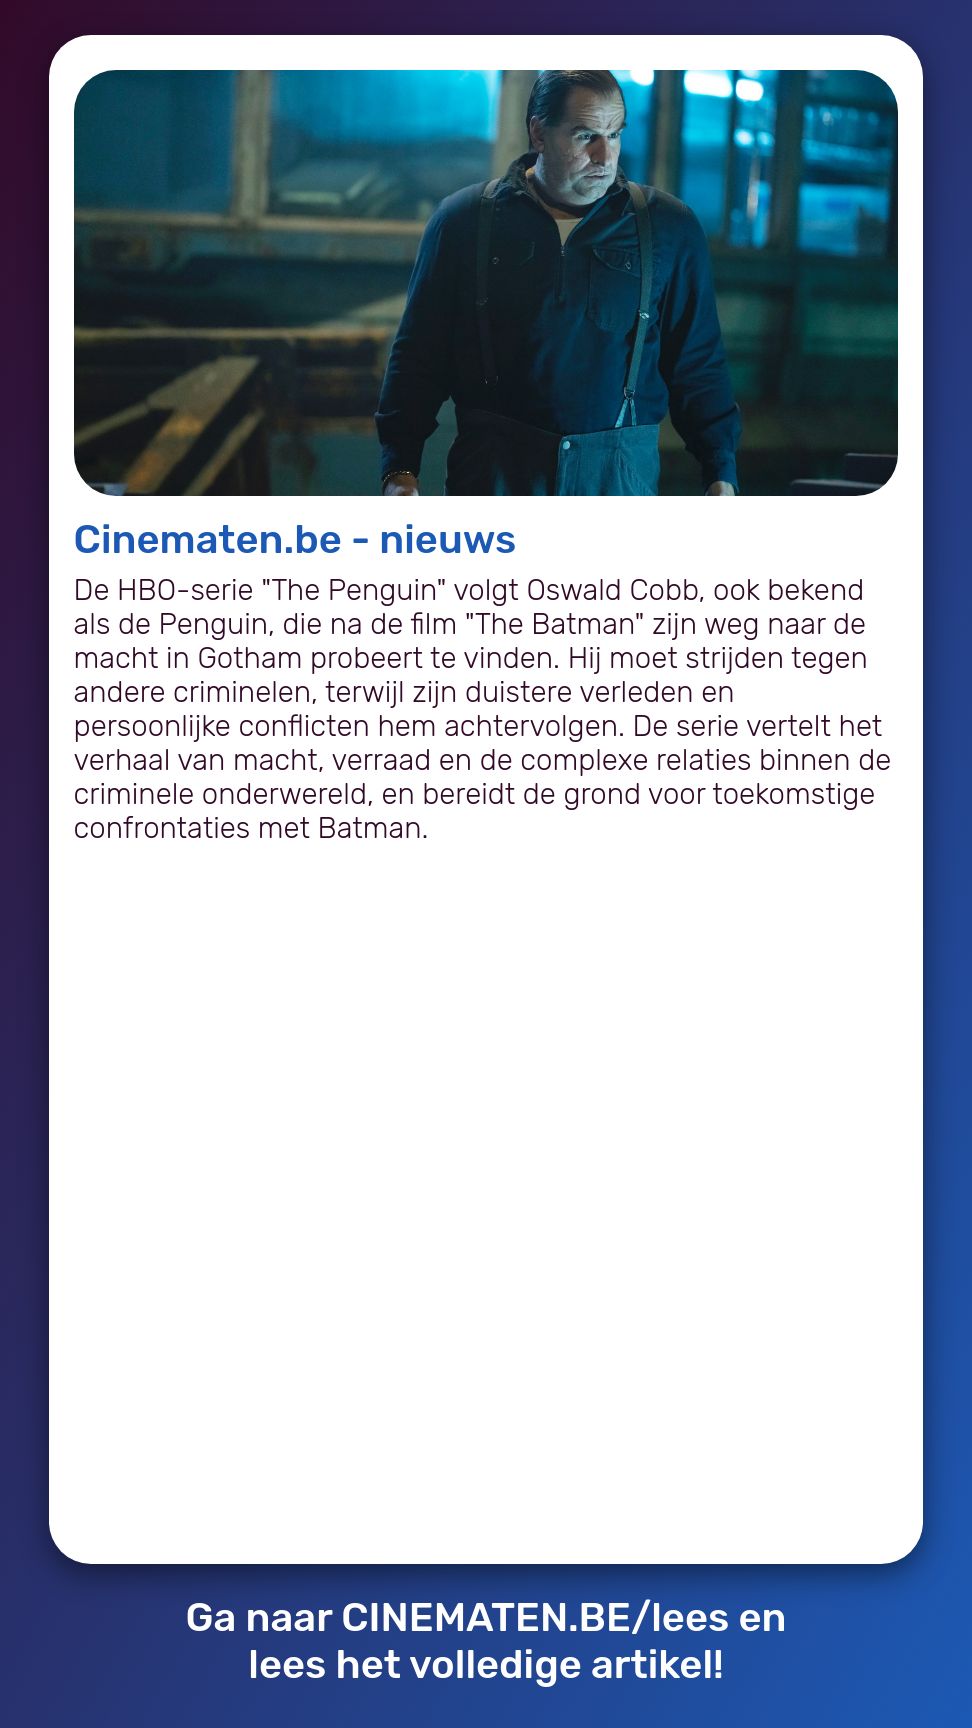 Cinematen.be - nieuws
De HBO-serie "The Penguin" volgt Oswald Cobb, ook bekend
als de Penguin, die na de film "The Batman" zijn weg naar de
macht in Gotham probeert te vinden. Hij moet strijden tegen
andere criminelen, terwijl zijn duistere verleden en
persoonlijke conflicten hem achtervolgen. De serie vertelt het
verhaal van macht, verraad en de complexe relaties binnen de
criminele onderwereld, en bereidt de grond voor toekomstige
confrontaties met Batman.
Ga naar CINEMATEN.BE/lees en
lees het volledige artikel!